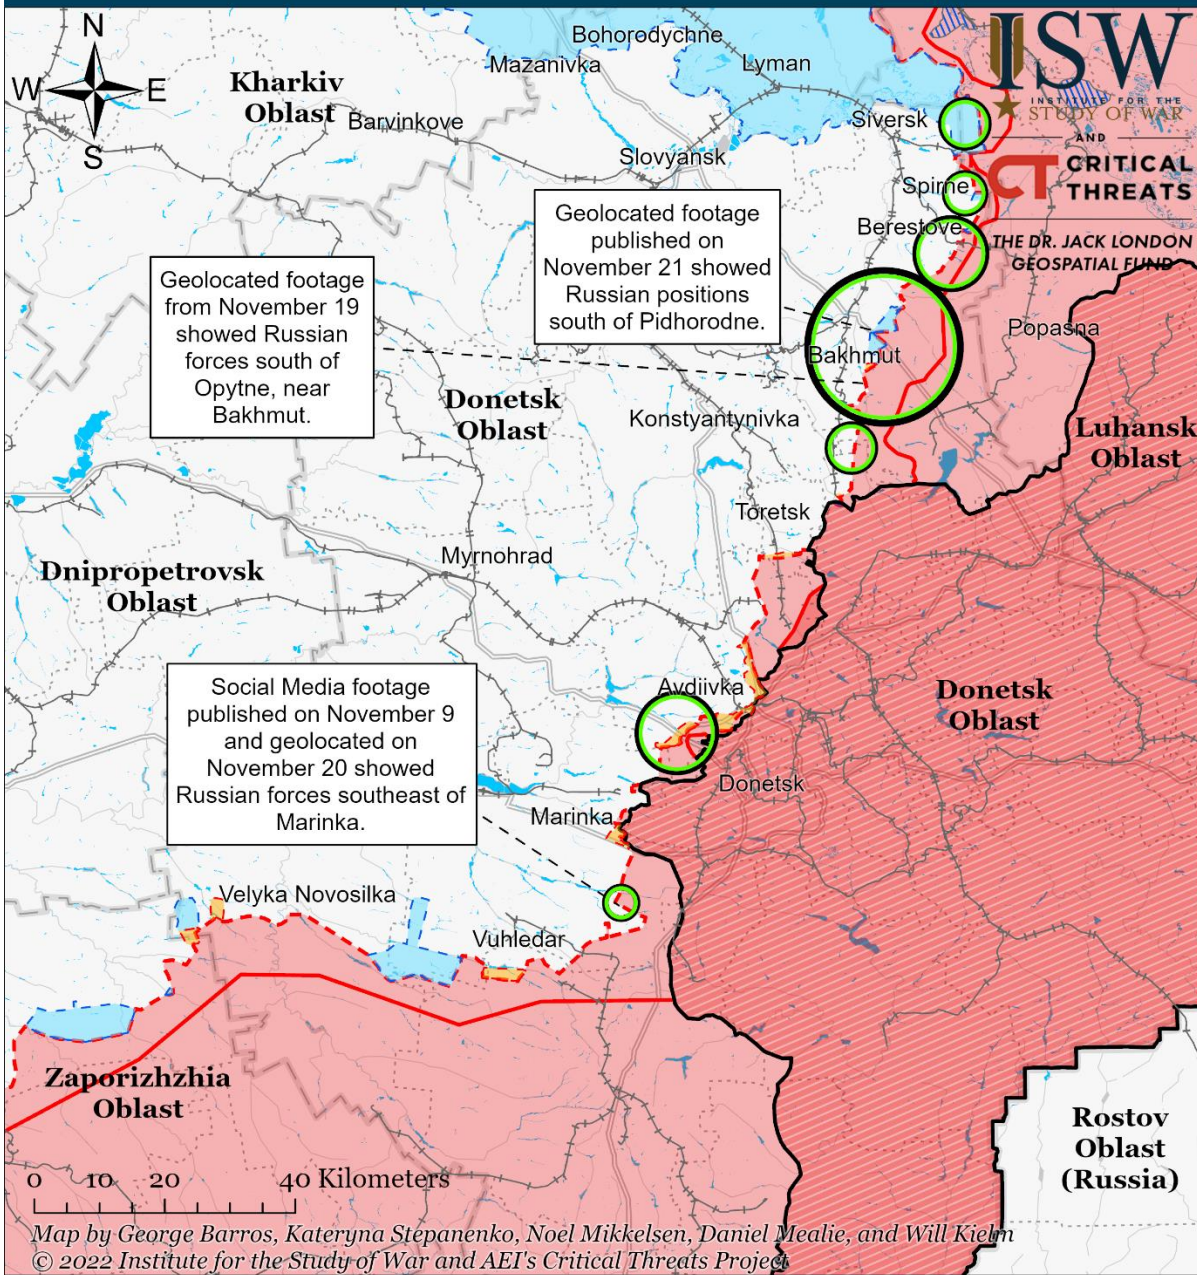 N
W
E
S
Bohorodychne
Mazanivka
Lyman
Kharkiv
Oblast
Barvinkove
Slovyansk
Siversk
Spirne
Berestove
ISW
INSTITUTE FOR THE
STUDY OF WAR
AND
CT CRITICAL
THREATS
THE DR. JACK LONDON
GEOSPATIAL FUND
Geolocated footage
published on
November 21 showed
Russian positions
south of Pidhorodne.
Geolocated footage
from November 19
showed Russian
forces south of
Opytne, near
Bakhmut.
Bakhmut
Popasna
Donetsk
Oblast
Konstyantynivka
Luhansk
Oblast
Toretsk
Myrnohrad
Dnipropetrovsk
Oblast
Social Media footage
published on November 9
and geolocated on
November 20 showed
Russian forces southeast of
Marinka.
Avdiivka
Donetsk
Oblast
Donetsk
Marinka
Velyka Novosilka
Vuhledar
Zaporizhzhia
Oblast
Rostov
Oblast
(Russia)
0 10 20 40 Kilometers
Map by George Barros, Kateryna Stepanenko, Noel Mikkelsen, Daniel Mealie, and Will Kielm
© 2022 Institute for the Study of War and AEI's Critical Threats Project